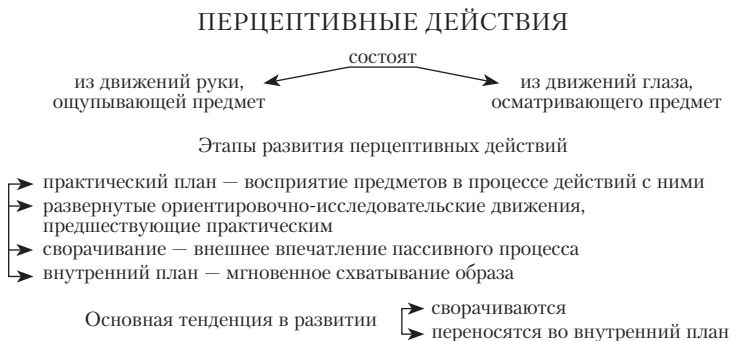 ПЕРЦЕПТИВНЫЕ ДЕЙСТВИЯ
состоят
из движений руки,
ощупывающей предмет
из движений глаза,
осматривающего предмет
Этапы развития перцептивных действий
практический план — восприятие предметов в процессе действий с ними
развернутые ориентировочно-исследовательские движения,
предшествующие практическим
сворачивание — внешнее впечатление пассивного процесса
внутренний план — мгновенное схватывание образа
Основная тенденция в развитии
сворачиваются
переносятся во внутренний план